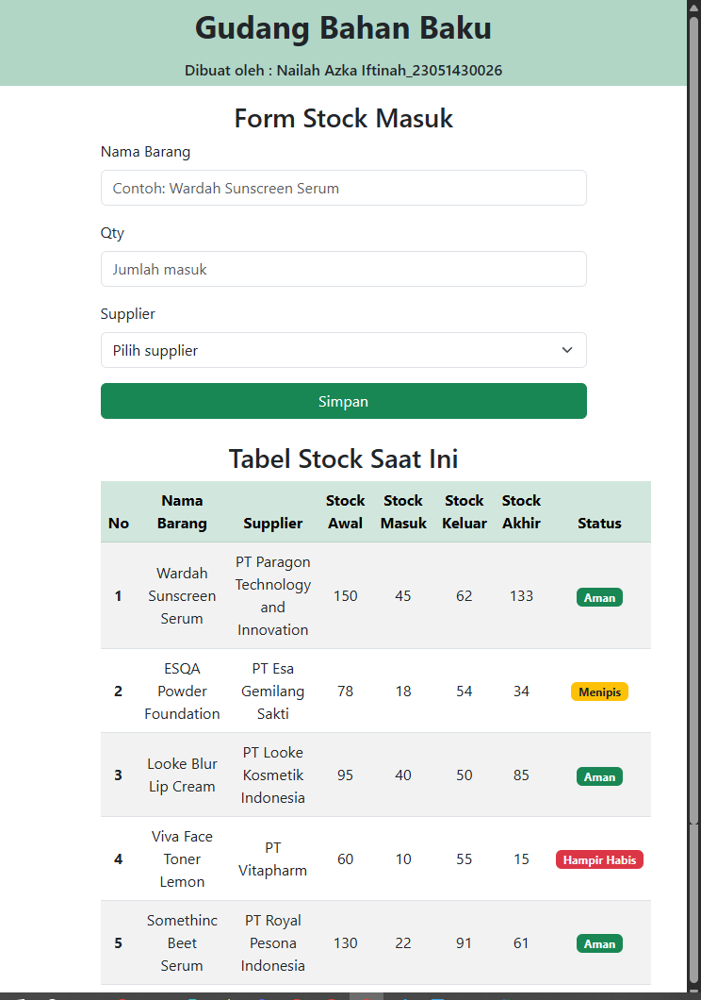 Gudang Bahan Baku
Dibuat oleh : Nailah Azka Iftinah_23051430026
Form Stock Masuk
Nama Barang
Contoh: Wardah Sunscreen Serum
Qty
Jumlah masuk
Supplier
Pilih supplier
Simpan
Tabel Stock Saat Ini
No Nama Barang Supplier Stock Awal Stock Masuk Stock Keluar Stock Akhir Status
1 Wardah Sunscreen Serum PT Paragon Technology and Innovation 150 45 62 133 Aman
2 ESQA Powder Foundation PT Esa Gemilang Sakti 78 18 54 34 Menipis
3 Looke Blur Lip Cream PT Looke Kosmetik Indonesia 95 40 50 85 Aman
4 Viva Face Toner Lemon PT Vitapharm 60 10 55 15 Hampir Habis
5 Somethinc Beet Serum PT Royal Pesona Indonesia 130 22 91 61 Aman